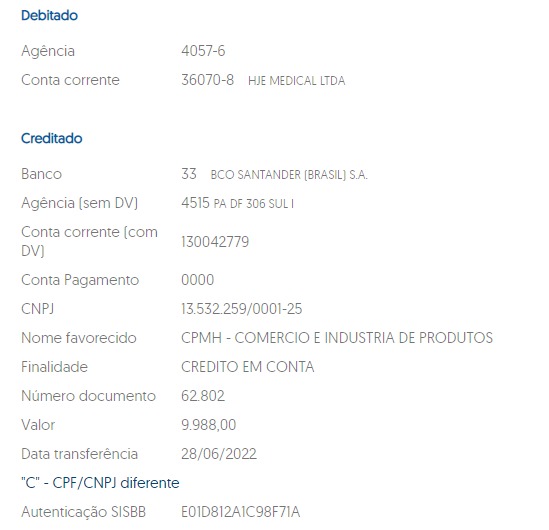 Debitado
Agência 4057-6
Conta corrente 36070-8 HJE MEDICAL LTDA
Creditado
Banco 33 BCO SANTANDER (BRASIL) S.A.
Agência (sem DV) 4515 PA DF 306 SUL I
Conta corrente (com DV) 130042779
Conta Pagamento 0000
CNPJ 13.532.259/0001-25
Nome favorecido CPMH - COMERCIO E INDUSTRIA DE PRODUTOS
Finalidade CREDITO EM CONTA
Número documento 62.802
Valor 9.988,00
Data transferência 28/06/2022
"C" - CPF/CNPJ diferente
Autenticação SISBB E01D812A1C98F71A